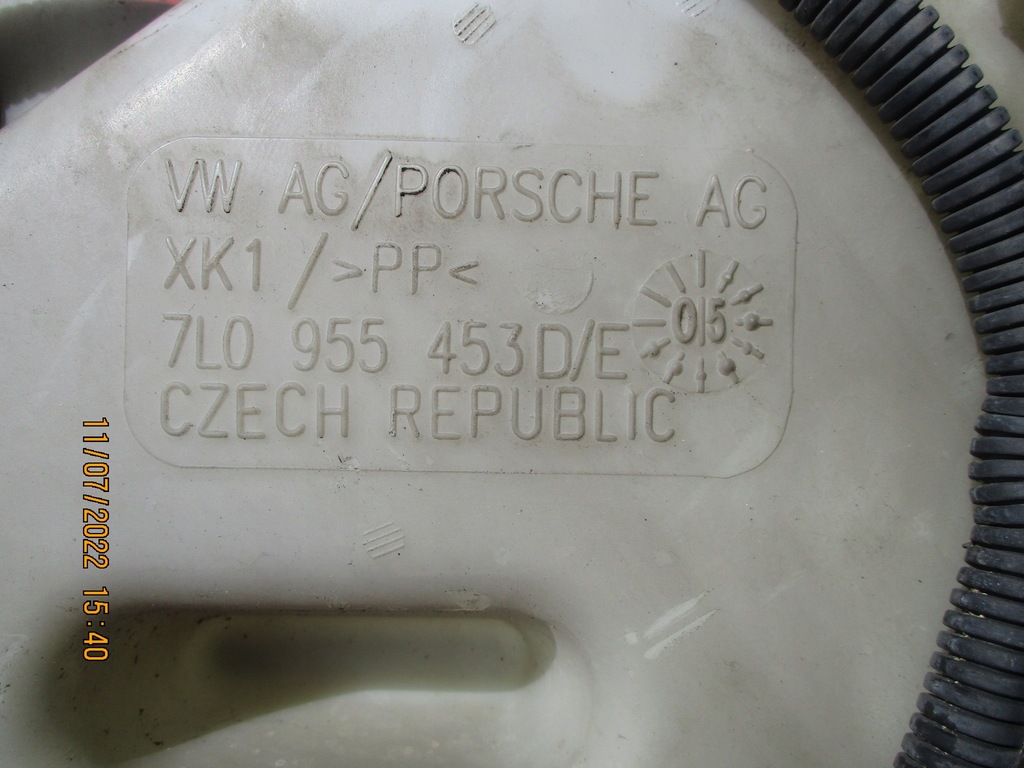 VW AG/PORSCHE AG
XK1 />PP<
7L0 955 453D/E
015
CZECH REPUBLIC
11/07/2022 15:40